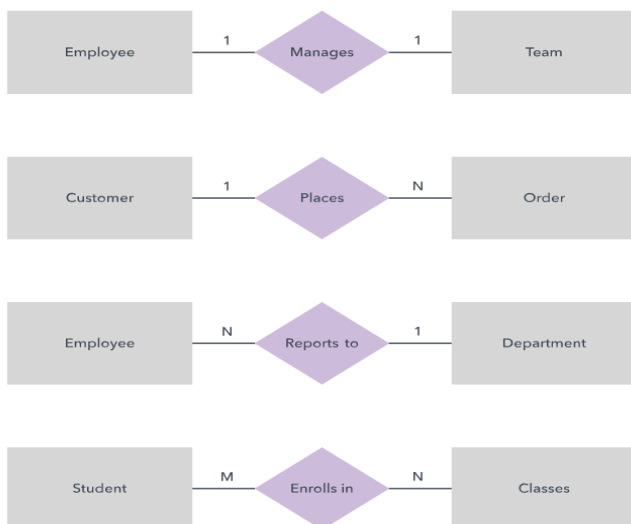 Employee 1 Manages 1 Team
Customer 1 Places N Order
Employee N Reports to 1 Department
Student M Enrolls in N Classes